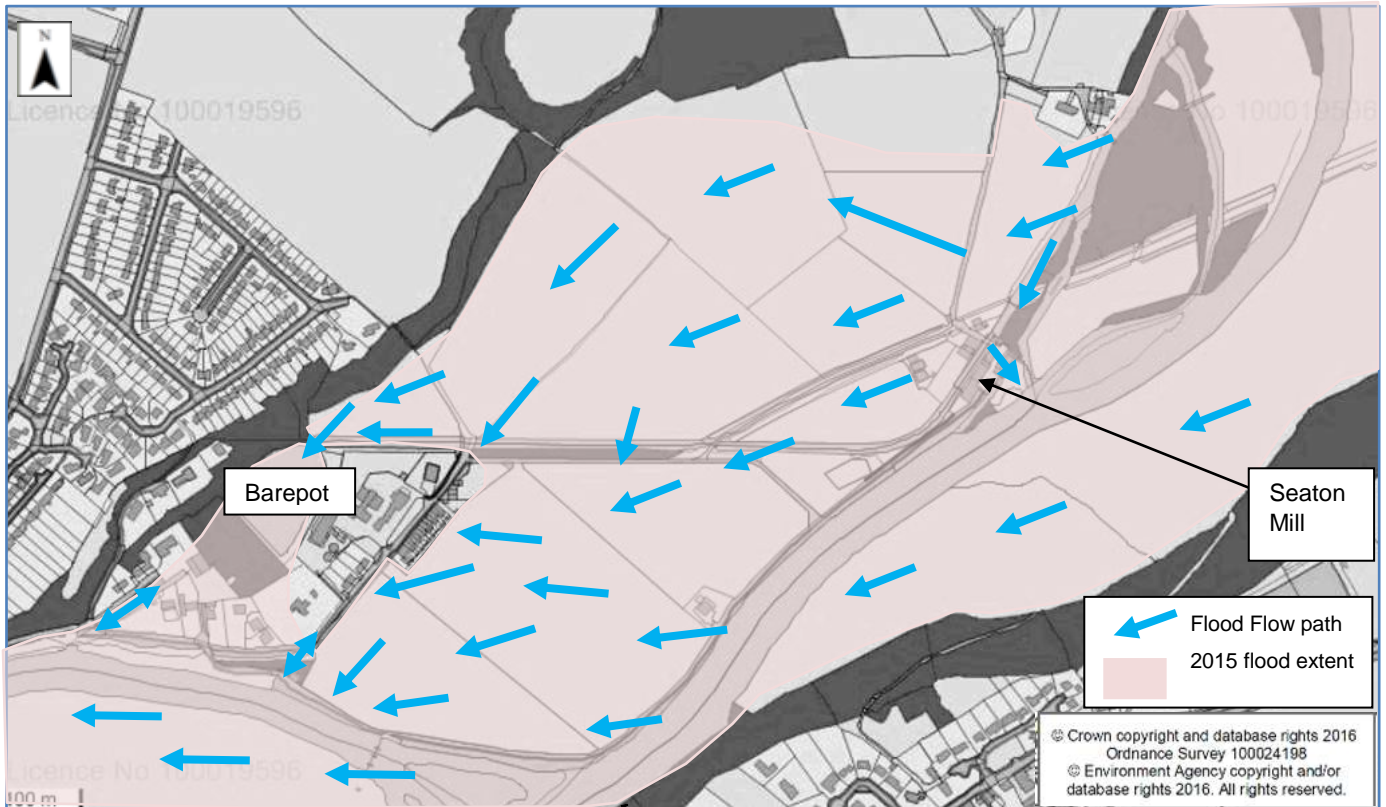 N
Licence No 100019596
No 100019596
Barepot
Seaton
Mill
Flood Flow path
2015 flood extent
© Crown copyright and database rights 2016
Ordnance Survey 100024198
© Environment Agency copyright and/or
database rights 2016. All rights reserved.
Licence No 100019596
100 m